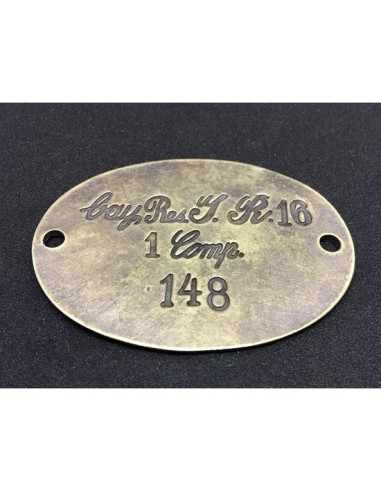 bay. Res. J. R. 16
1 Comp.
148